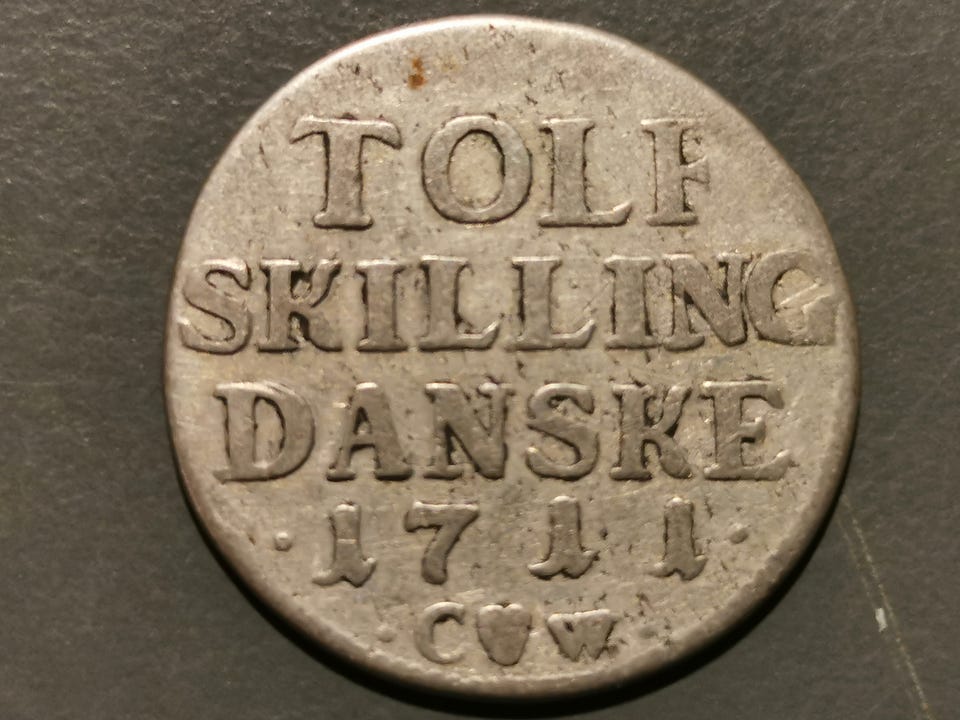 TOLF
SKILLING
DANSKE
·1711·
·C♥W·